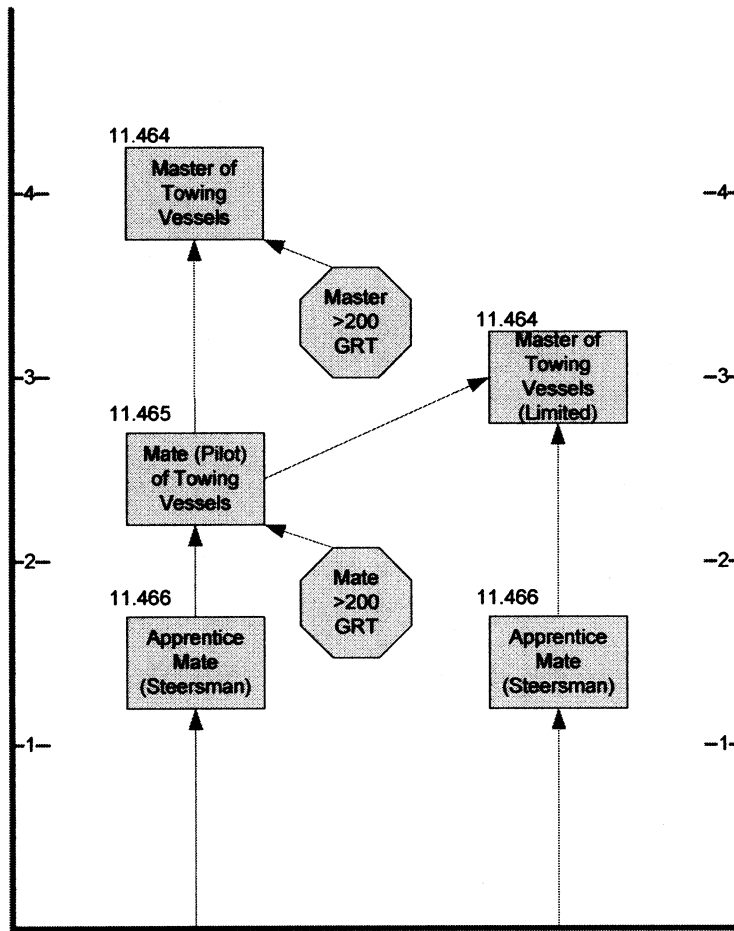 11.464
Master of
Towing
Vessels
-4-
-4-
Master
>200
GRT
11.464
Master of
Towing
Vessels
(Limited)
-3-
-3-
11.465
Mate (Pilot)
of Towing
Vessels
-2-
-2-
Mate
>200
GRT
11.466
Apprentice
Mate
(Steersman)
11.466
Apprentice
Mate
(Steersman)
-1-
-1-